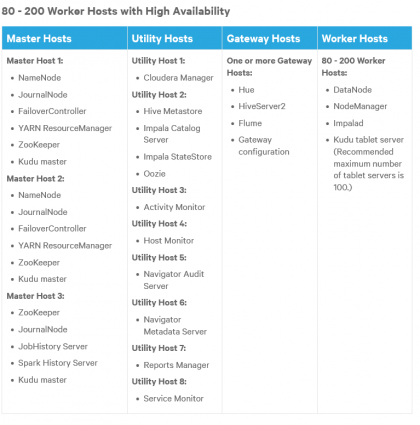 80 - 200 Worker Hosts with High Availability
Master Hosts
Utility Hosts
Gateway Hosts
Worker Hosts
Master Host 1:
• NameNode
• JournalNode
• FailoverController
• YARN ResourceManager
• ZooKeeper
• Kudu master
Master Host 2:
• NameNode
• JournalNode
• FailoverController
• YARN ResourceManager
• ZooKeeper
• Kudu master
Master Host 3:
• ZooKeeper
• JournalNode
• JobHistory Server
• Spark History Server
• Kudu master
Utility Host 1:
• Cloudera Manager
Utility Host 2:
• Hive Metastore
• Impala Catalog
Server
• Impala StateStore
• Oozie
Utility Host 3:
• Activity Monitor
Utility Host 4:
• Host Monitor
Utility Host 5:
• Navigator Audit
Server
Utility Host 6:
• Navigator
Metadata Server
Utility Host 7:
• Reports Manager
Utility Host 8:
• Service Monitor
One or more Gateway
Hosts:
• Hue
• HiveServer2
• Flume
• Gateway
configuration
80 - 200 Worker
Hosts:
• DataNode
• NodeManager
• Impalad
• Kudu tablet server
(Recommended
maximum number
of tablet servers is
100.)